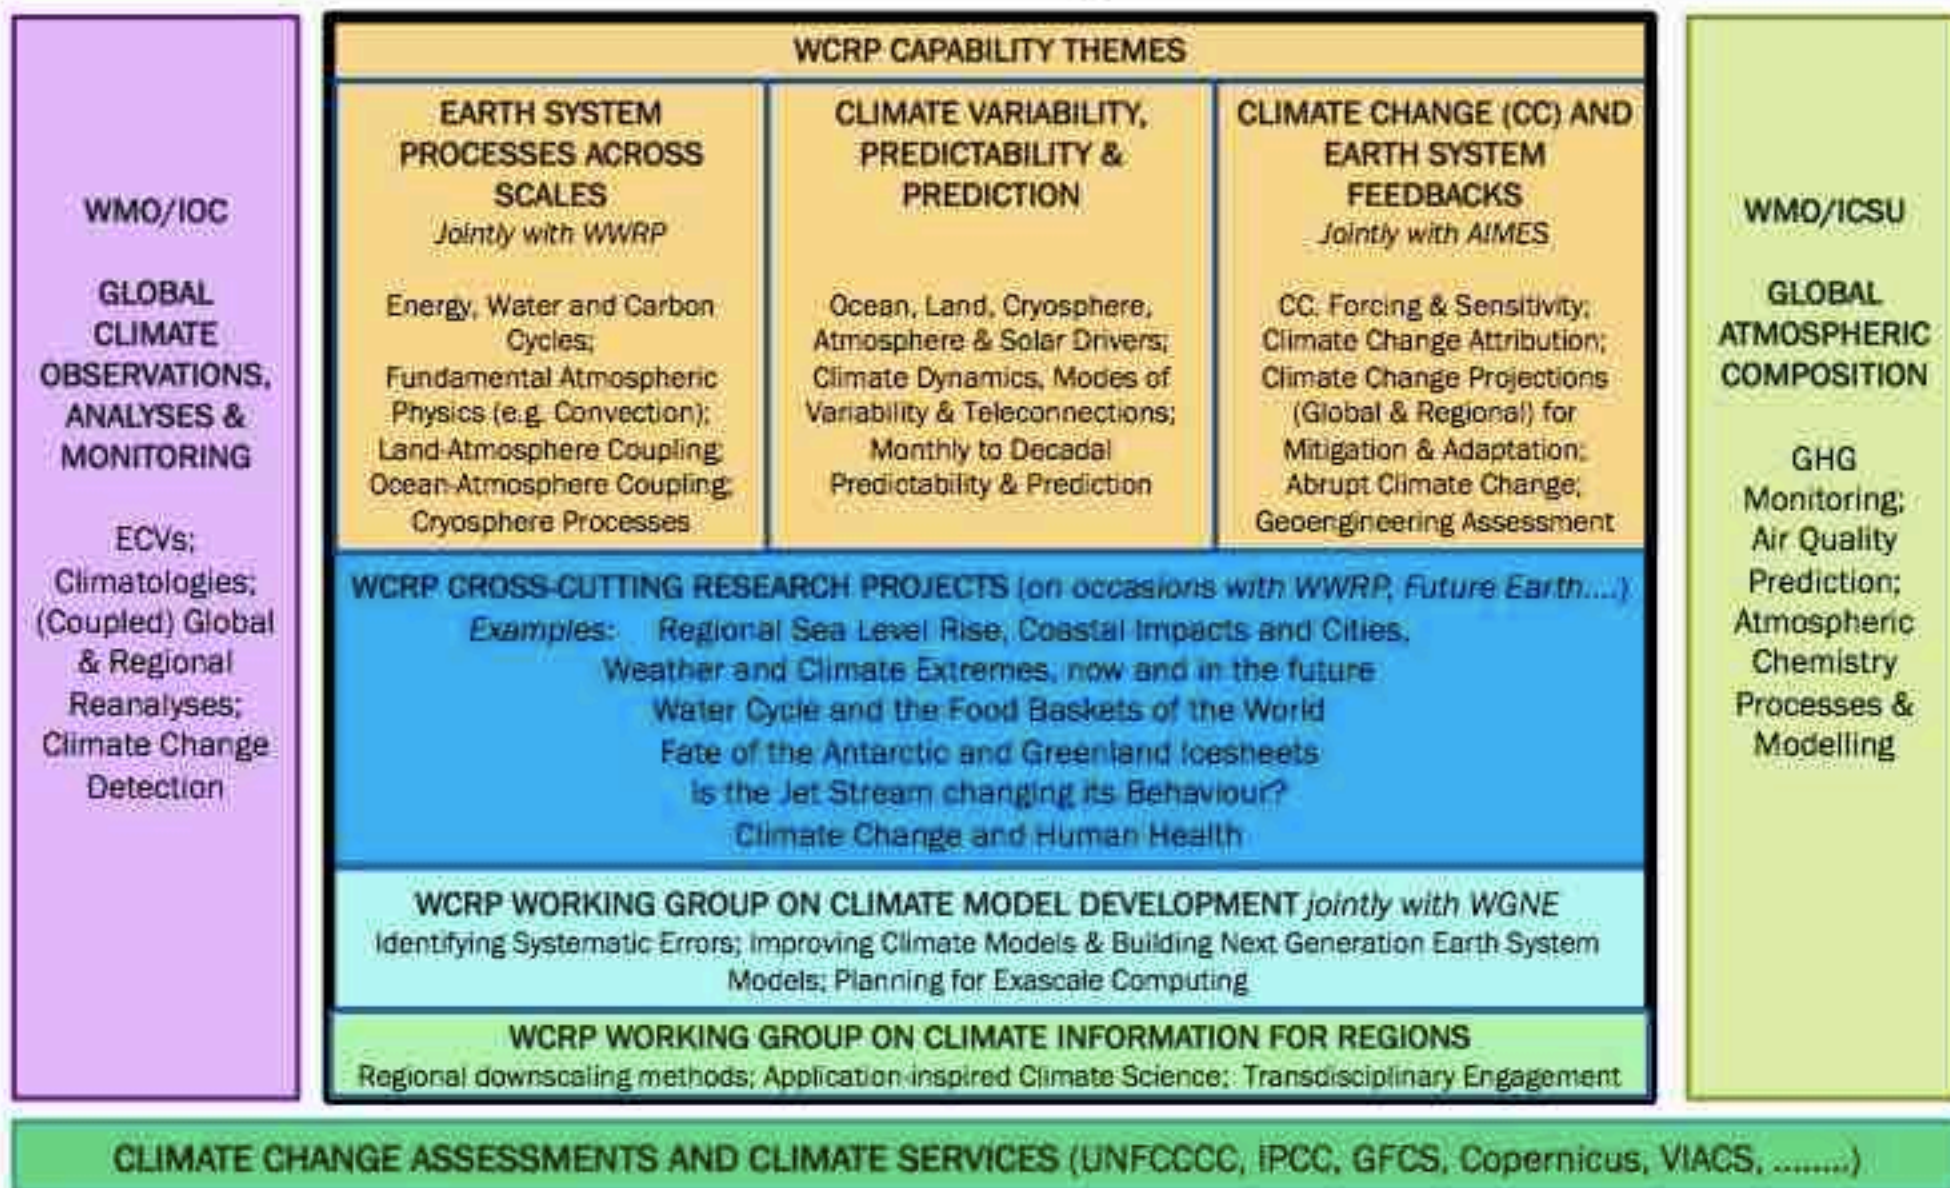 WMO/IOC
GLOBAL
CLIMATE
OBSERVATIONS,
ANALYSES &
MONITORING
ECVs;
Climatologies;
(Coupled) Global
& Regional
Reanalyses;
Climate Change
Detection
WCRP CAPABILITY THEMES
EARTH SYSTEM
PROCESSES ACROSS
SCALES
Jointly with WWRP
Energy, Water and Carbon
Cycles;
Fundamental Atmospheric
Physics (e.g. Convection);
Land-Atmosphere Coupling;
Ocean-Atmosphere Coupling;
Cryosphere Processes
CLIMATE VARIABILITY,
PREDICTABILITY &
PREDICTION
Ocean, Land, Cryosphere,
Atmosphere & Solar Drivers;
Climate Dynamics, Modes of
Variability & Teleconnections;
Monthly to Decadal
Predictability & Prediction
CLIMATE CHANGE (CC) AND
EARTH SYSTEM
FEEDBACKS
Jointly with AIMES
CC. Forcing & Sensitivity;
Climate Change Attribution;
Climate Change Projections
(Global & Regional) for
Mitigation & Adaptation;
Abrupt Climate Change;
Geoengineering Assessment
WCRP CROSS-CUTTING RESEARCH PROJECTS (on occasions with WWRP, Future Earth....)
Examples: Regional Sea Level Rise, Coastal Impacts and Cities,
Weather and Climate Extremes, now and in the future
Water Cycle and the Food Baskets of the World
Fate of the Antarctic and Greenland Icesheets
Is the Jet Stream changing its Behaviour?
Climate Change and Human Health
WCRP WORKING GROUP ON CLIMATE MODEL DEVELOPMENT jointly with WGNE
Identifying Systematic Errors; Improving Climate Models & Building Next Generation Earth System
Models; Planning for Exascale Computing
WCRP WORKING GROUP ON CLIMATE INFORMATION FOR REGIONS
Regional downscaling methods; Application-inspired Climate Science; Transdisciplinary Engagement
WMO/ICSU
GLOBAL
ATMOSPHERIC
COMPOSITION
GHG
Monitoring;
Air Quality
Prediction;
Atmospheric
Chemistry
Processes &
Modelling
CLIMATE CHANGE ASSESSMENTS AND CLIMATE SERVICES (UNFCCCC, IPCC, GFCS, Copernicus, VIACS, ........)